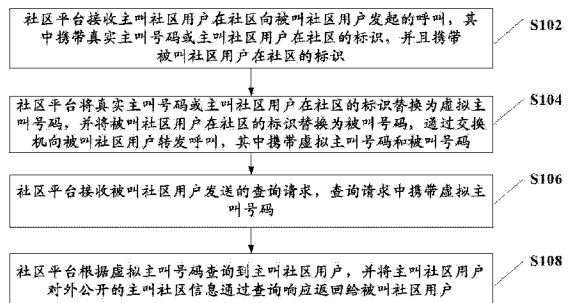 社区平台接收主叫社区用户在社区向被叫社区用户发起的呼叫，其
中携带真实主叫号码或主叫社区用户在社区的标识，并且携带
被叫社区用户在社区的标识
S102
社区平台将真实主叫号码或主叫社区用户在社区的标识替换为虚拟主
叫号码，并将被叫社区用户在社区的标识替换为被叫号码，通过交换
机向被叫社区用户转发呼叫，其中携带虚拟主叫号码和被叫号码
S104
社区平台接收被叫社区用户发送的查询请求，查询请求中携带虚拟主
叫号码
S106
社区平台根据虚拟主叫号码查询到主叫社区用户，并将主叫社区用户
对外公开的主叫社区信息通过查询响应返回给被叫社区用户
S108